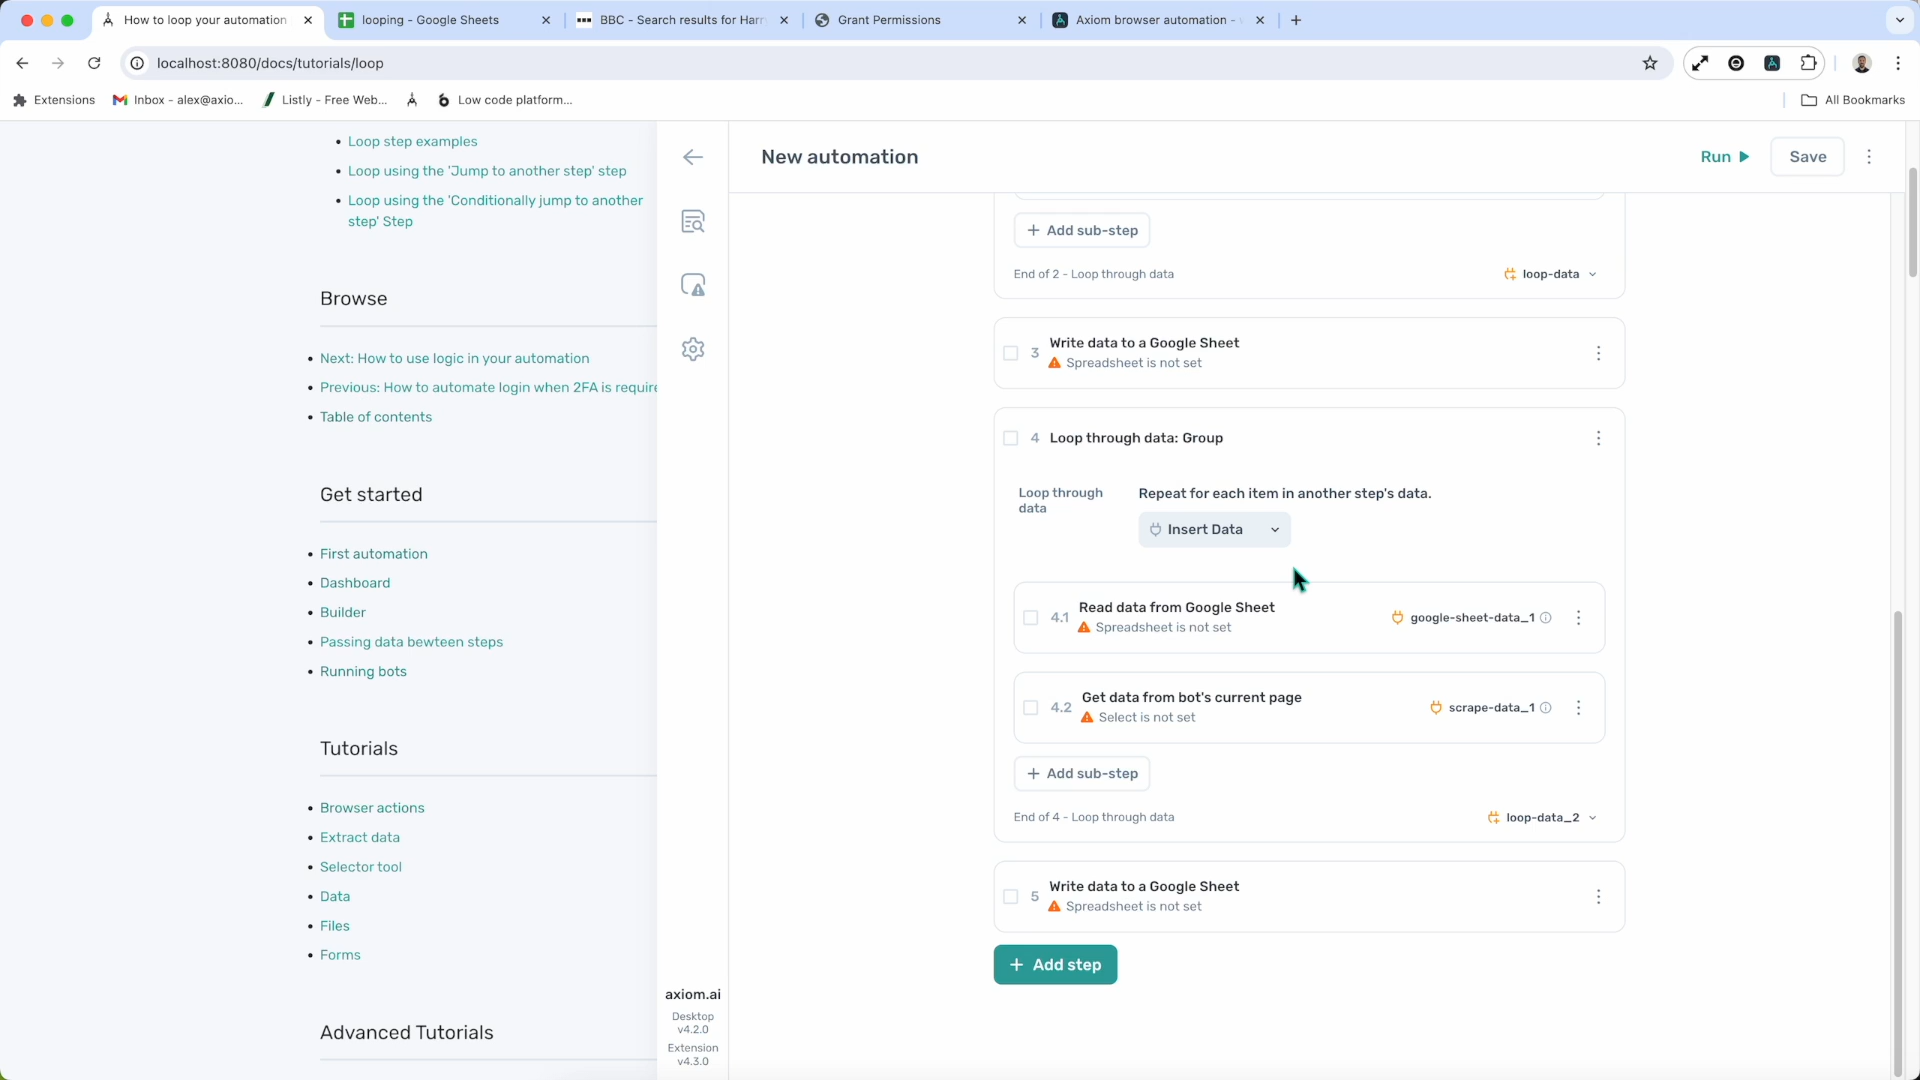 How to loop your automation
looping - Google Sheets
BBC - Search results for Harr
Grant Permissions
Axiom browser automation -
localhost:8080/docs/tutorials/loop
Extensions
Inbox - alex@axio...
Listly - Free Web...
Low code platform...
All Bookmarks
Loop step examples
Loop using the 'Jump to another step' step
Loop using the 'Conditionally jump to another
step' Step
Browse
Next: How to use logic in your automation
Previous: How to automate login when 2FA is require
Table of contents
Get started
First automation
Dashboard
Builder
Passing data bewteen steps
Running bots
Tutorials
Browser actions
Extract data
Selector tool
Data
Files
Forms
Advanced Tutorials
axiom.ai
Desktop
v4.2.0
Extension
v4.3.0
New automation
Run
Save
+ Add sub-step
End of 2 - Loop through data
loop-data
3 Write data to a Google Sheet
Spreadsheet is not set
4 Loop through data: Group
Loop through
data
Repeat for each item in another step's data.
Insert Data
4.1 Read data from Google Sheet
Spreadsheet is not set
google-sheet-data_1
4.2 Get data from bot's current page
Select is not set
scrape-data_1
+ Add sub-step
End of 4 - Loop through data
loop-data_2
5 Write data to a Google Sheet
Spreadsheet is not set
+ Add step